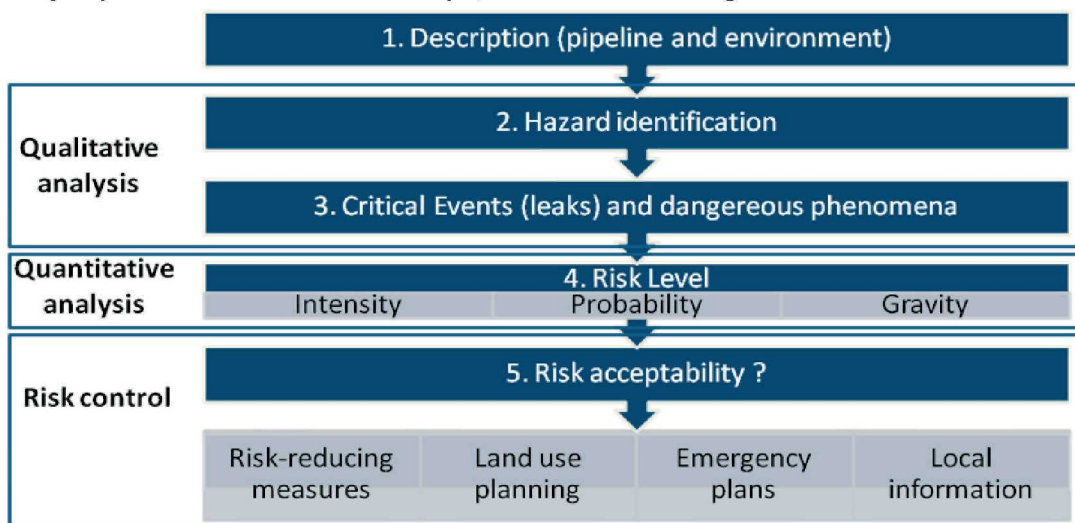 1. Description (pipeline and environment)
Qualitative
analysis
2. Hazard identification
3. Critical Events (leaks) and dangereous phenomena
Quantitative
analysis
4. Risk Level
Intensity Probability Gravity
Risk control
5. Risk acceptability ?
Risk-reducing
measures
Land use
planning
Emergency
plans
Local
information